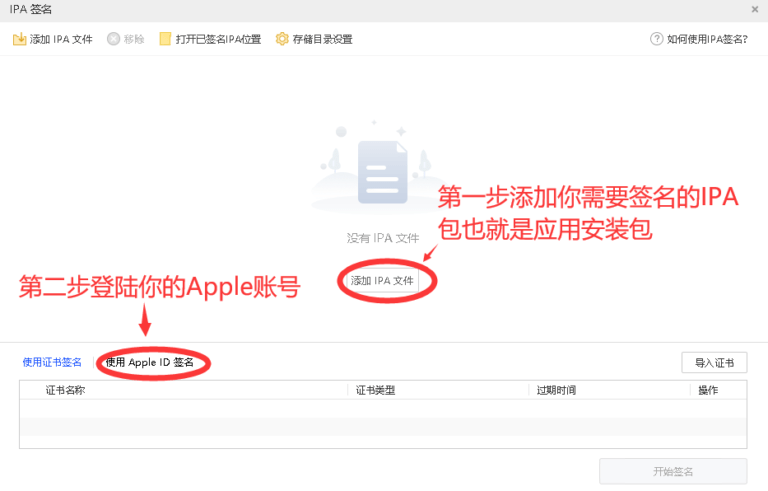 IPA 签名
添加 IPA 文件 移除 打开已签名IPA位置 存储目录设置 如何使用IPA签名?
第一步添加你需要签名的IPA
包也就是应用安装包
没有 IPA 文件
添加 IPA 文件
第二步登陆你的Apple账号
使用证书签名 使用 Apple ID 签名 导入证书
证书名称 证书类型 过期时间 操作
开始签名